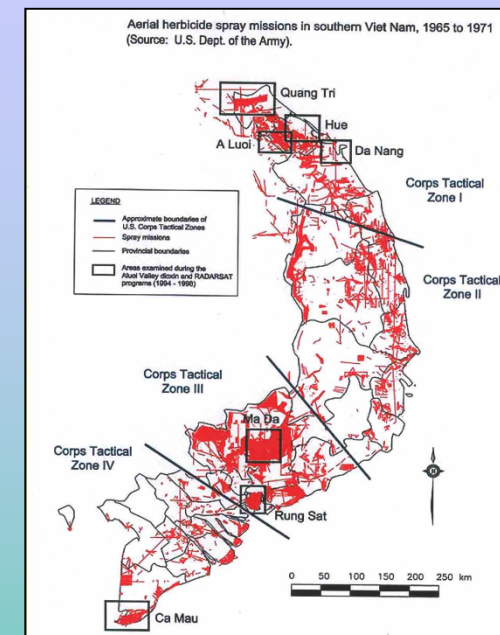 Aerial herbicide spray missions in southern Viet Nam, 1965 to 1971
(Source: U.S. Dept. of the Army).
Quang Tri
Hue
A Luoi
Da Nang
Corps Tactical
Zone I
LEGEND
Approximate boundaries of
U.S. Corps Tactical Zones
Spray missions
Provincial boundaries
Areas examined during the
Aluoi Valley dioxin and RADARSAT
programs (1994 - 1998)
Corps Tactical
Zone II
Corps Tactical
Zone III
Ma Da
Corps Tactical
Zone IV
Rung Sat
0 50 100 150 200 250 km
Ca Mau